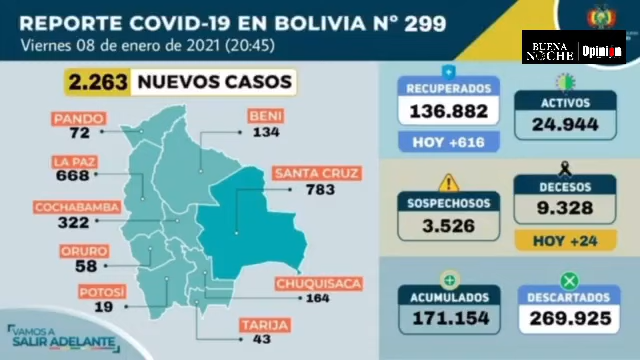 REPORTE COVID-19 EN BOLIVIA N° 299
Viernes 08 de enero de 2021 (20:45)
BUENA NOCHE
Opinión
2.263 NUEVOS CASOS
PANDO
72
BENI
134
LA PAZ
668
SANTA CRUZ
783
COCHABAMBA
322
ORURO
58
POTOSÍ
19
CHUQUISACA
164
TARIJA
43
VAMOS A
SALIR ADELANTE
RECUPERADOS
136.882
HOY +616
ACTIVOS
24.944
SOSPECHOSOS
3.526
DECESOS
9.328
HOY +24
ACUMULADOS
171.154
DESCARTADOS
269.925